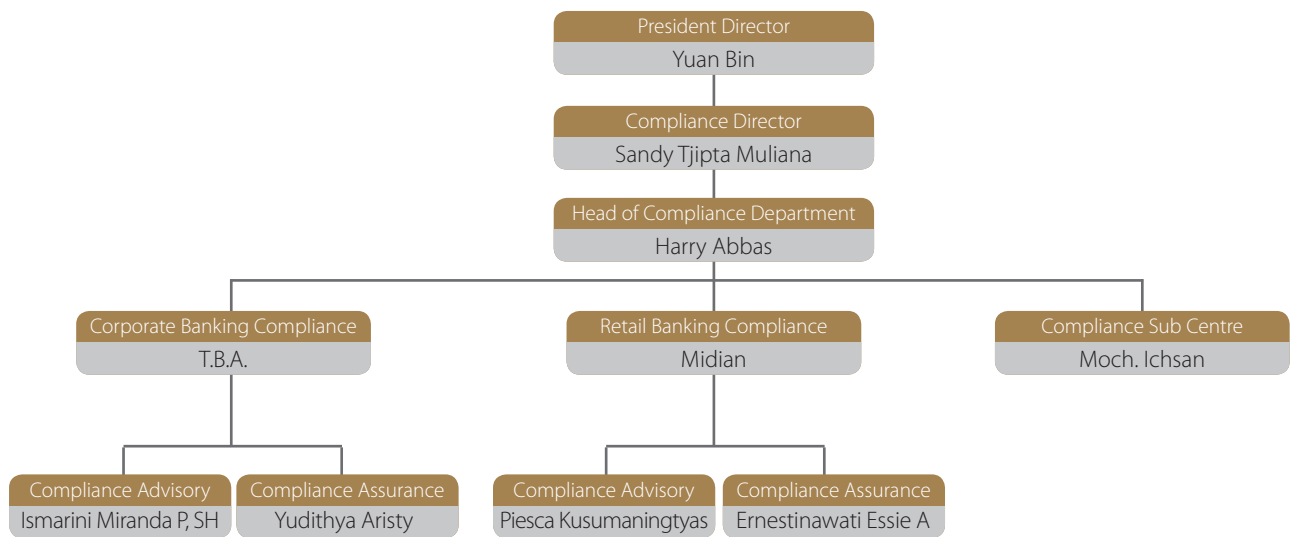 President Director
Yuan Bin
Compliance Director
Sandy Tjipta Muliana
Head of Compliance Department
Harry Abbas
Corporate Banking Compliance
T.B.A.
Retail Banking Compliance
Midian
Compliance Sub Centre
Moch. Ichsan
Compliance Advisory
Ismarini Miranda P, SH
Compliance Assurance
Yudithya Aristy
Compliance Advisory
Piesca Kusumaningtyas
Compliance Assurance
Ernestinawati Essie A